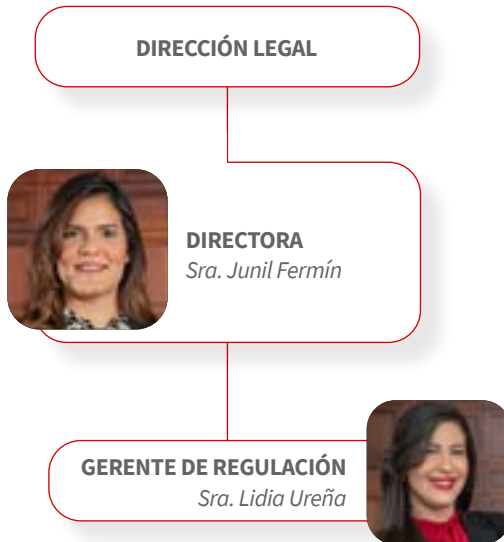 DIRECCIÓN LEGAL
DIRECTORA
Sra. Junil Fermín
GERENTE DE REGULACIÓN
Sra. Lidia Ureña